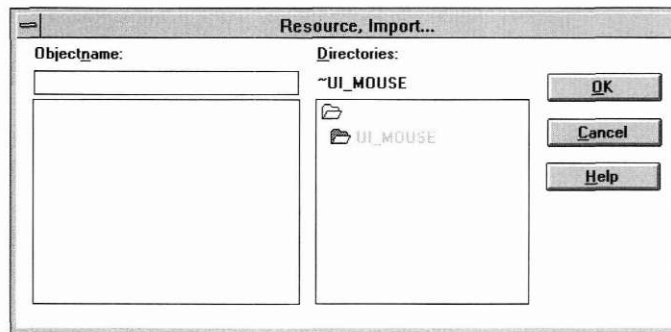 Resource, Import...
Objectname:
Directories:
~UI_MOUSE
UI_MOUSE
OK
Cancel
Help